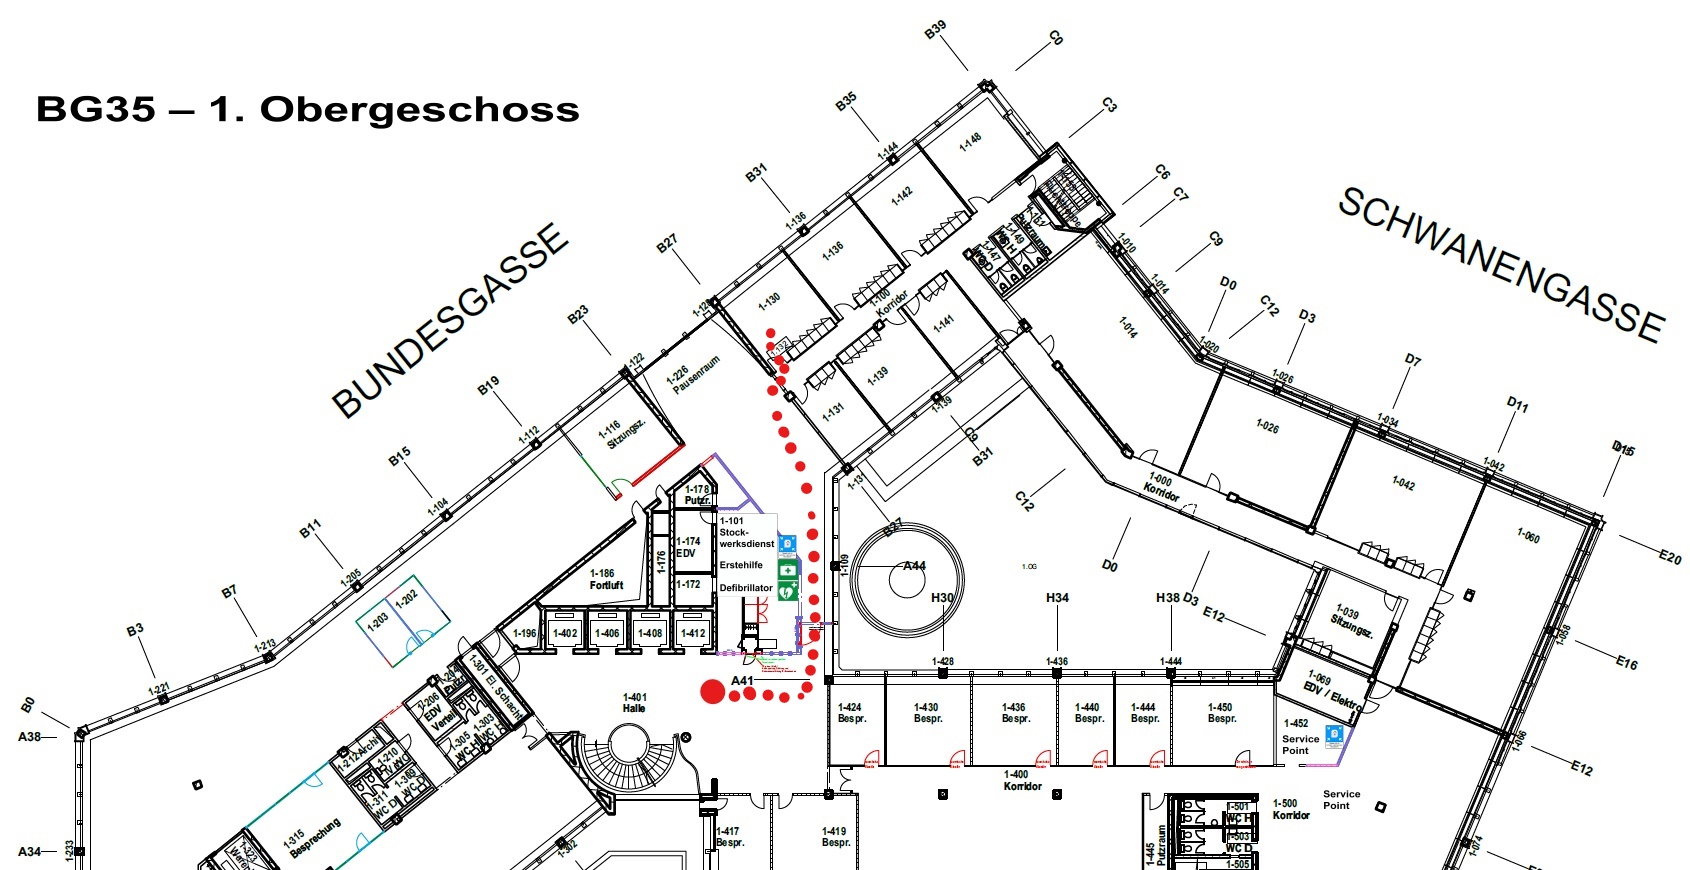 BG35 – 1. Obergeschoss
BUNDESGASSE
SCHWANENGASSE
B39
C0
B35
C3
B31
C6
C7
B27
C9
B23
D0
C12
D3
B19
D7
B15
D11
B11
D15
B7
E20
B3
E16
B0
E12
A38
A34
1-148
1-144
1-142
1-136
1-136
1-130
1-128
1-100
Korridor
1-141
1-139
1-139
1-131
1-131
1-132
1-151
Putzraum
1-149
WC H
1-147
WC D
1-010
1-014
1-014
1-020
1-026
1-026
1-034
1-042
1-042
1-060
1-058
1-056
1-074
1-000
Korridor
1-039
Sitzungsz.
1-069
EDV / Elektro
1-122
1-226
Pausenraum
1-116
Sitzungsz.
1-112
1-104
1-205
1-213
1-221
1-233
1-203
1-202
1-178
Putzr.
1-174
EDV
1-172
1-176
1-186
Fortluft
1-196
1-402
1-406
1-408
1-412
1-101
Stock-
werksdienst
Erstehilfe
Defibrillator
1-109
A44
A41
C9
B31
B27
C12
D0
D3
E12
1.OG
H30
H34
H38
1-428
1-436
1-444
1-424
Bespr.
1-430
Bespr.
1-436
Bespr.
1-440
Bespr.
1-444
Bespr.
1-450
Bespr.
1-452
Service
Point
1-400
Korridor
Service
Point
1-500
Korridor
1-501
WC H
1-503
WC D
1-505
1-445
Putzraum
1-417
Bespr.
1-419
Bespr.
1-401
Halle
1-301 El. Schacht
1-206
EDV
Verteil
1-303
WC
1-305
WC H
1-212 Archi
1-210
1-309
WC D
1-311
WC D
1-315
Besprechung
1-323
1-302